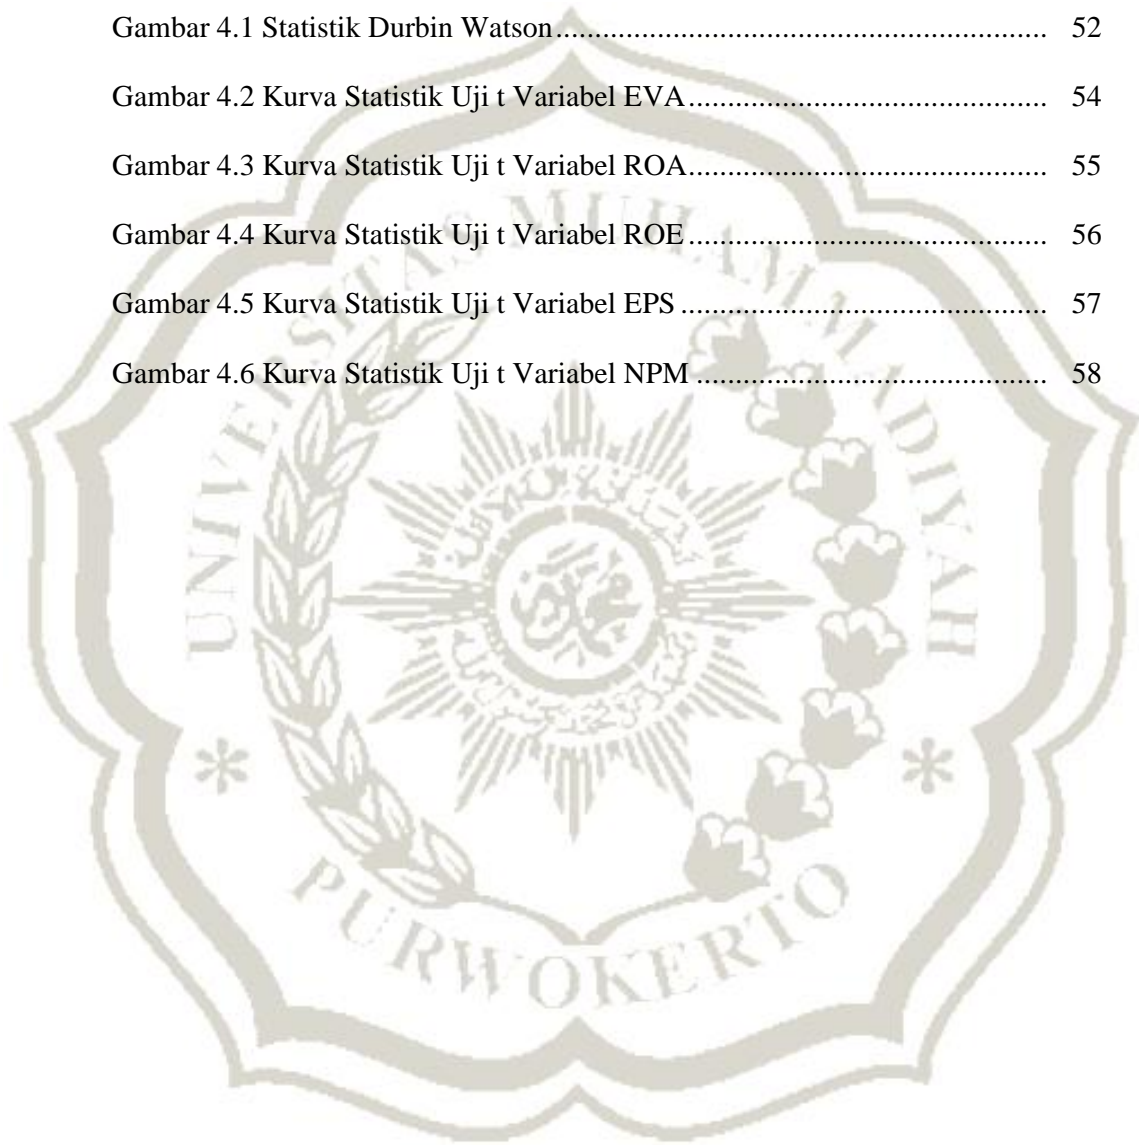 Gambar 4.1 Statistik Durbin Watson........................................................................ 52
Gambar 4.2 Kurva Statistik Uji t Variabel EVA.................................................... 54
Gambar 4.3 Kurva Statistik Uji t Variabel ROA.................................................... 55
Gambar 4.4 Kurva Statistik Uji t Variabel ROE.................................................... 56
Gambar 4.5 Kurva Statistik Uji t Variabel EPS ..................................................... 57
Gambar 4.6 Kurva Statistik Uji t Variabel NPM ................................................... 58
UNIVERSITAS MUHAMMADIYAH
* PURWOKERTO *